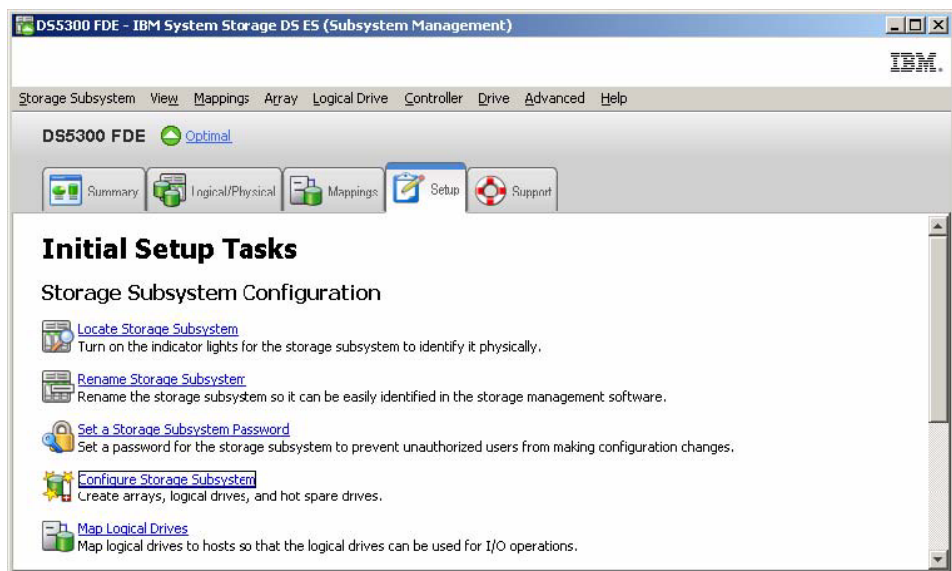 DS5300 FDE - IBM System Storage DS ES (Subsystem Management)
IBM.
Storage Subsystem View Mappings Array Logical Drive Controller Drive Advanced Help
DS5300 FDE Optimal
Summary Logical/Physical Mappings Setup Support
Initial Setup Tasks
Storage Subsystem Configuration
Locate Storage Subsystem
Turn on the indicator lights for the storage subsystem to identify it physically.
Rename Storage Subsystem
Rename the storage subsystem so it can be easily identified in the storage management software.
Set a Storage Subsystem Password
Set a password for the storage subsystem to prevent unauthorized users from making configuration changes.
Configure Storage Subsystem
Create arrays, logical drives, and hot spare drives.
Map Logical Drives
Map logical drives to hosts so that the logical drives can be used for I/O operations.